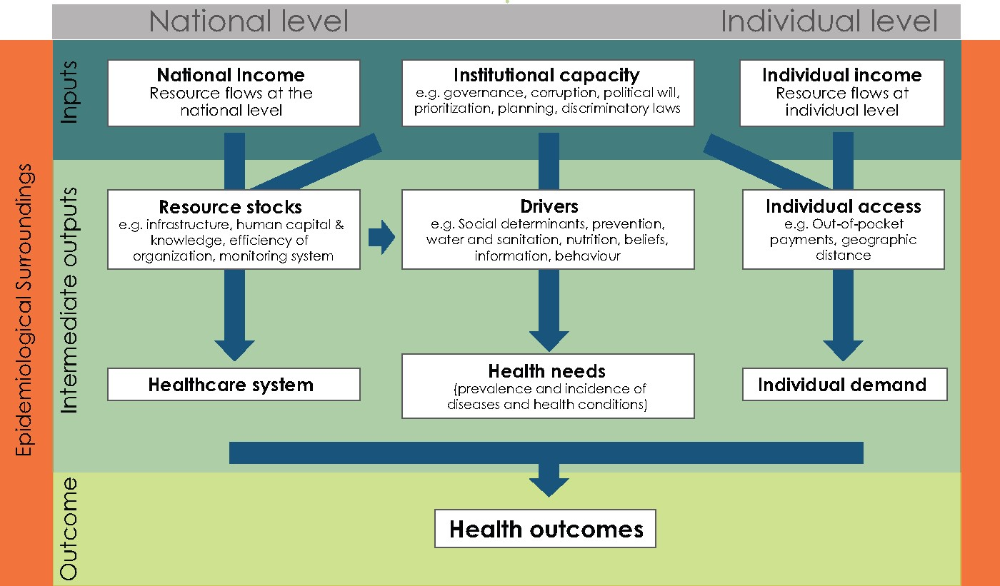 National level
Individual level
Epidemiological Surroundings
Inputs
National Income
Resource flows at the
national level
Institutional capacity
e.g. governance, corruption, political will,
prioritization, planning, discriminatory laws
Individual income
Resource flows at
individual level
Intermediate outputs
Resource stocks
e.g. infrastructure, human capital &
knowledge, efficiency of
organization, monitoring system
Drivers
e.g. Social determinants, prevention,
water and sanitation, nutrition, beliefs,
information, behaviour
Individual access
e.g. Out-of-pocket
payments, geographic
distance
Healthcare system
Health needs
(prevalence and incidence of
diseases and health conditions)
Individual demand
Outcome
Health outcomes